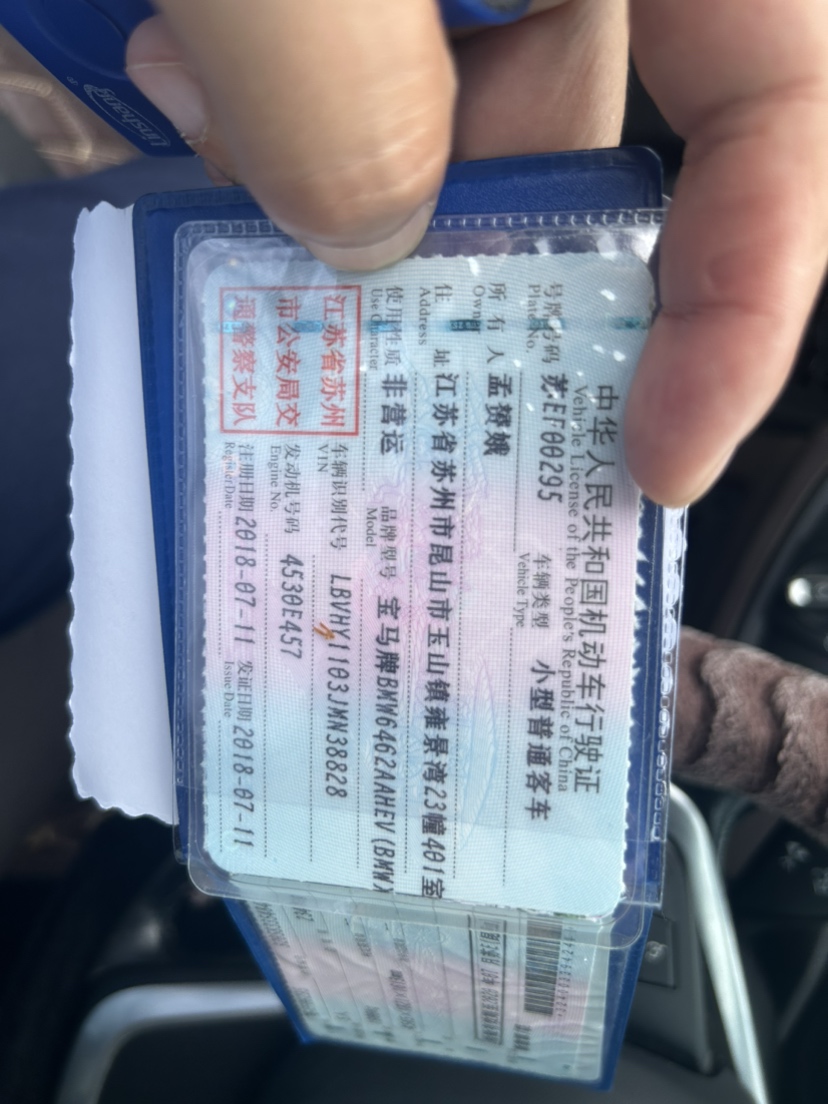 中华人民共和国机动车行驶证
Vehicle License of the People's Republic of China
号牌号码 苏EF00295 车辆类型 小型普通客车
Plate No. Vehicle Type
所有人 孟赟娥
Owner
住址 江苏省苏州市昆山市玉山镇雍景湾23幢401室
Address
使用性质 非营运 品牌型号 宝马牌BMW6462AAHEV(BMW)
Use Character Model
江苏省苏州
市公安局交
通警察支队
车辆识别代号 LBVHY1103JMN38828
VIN
发动机号码 4530E457
Engine No.
注册日期 2018-07-11 发证日期 2018-07-11
Register Date Issue Date
linshang